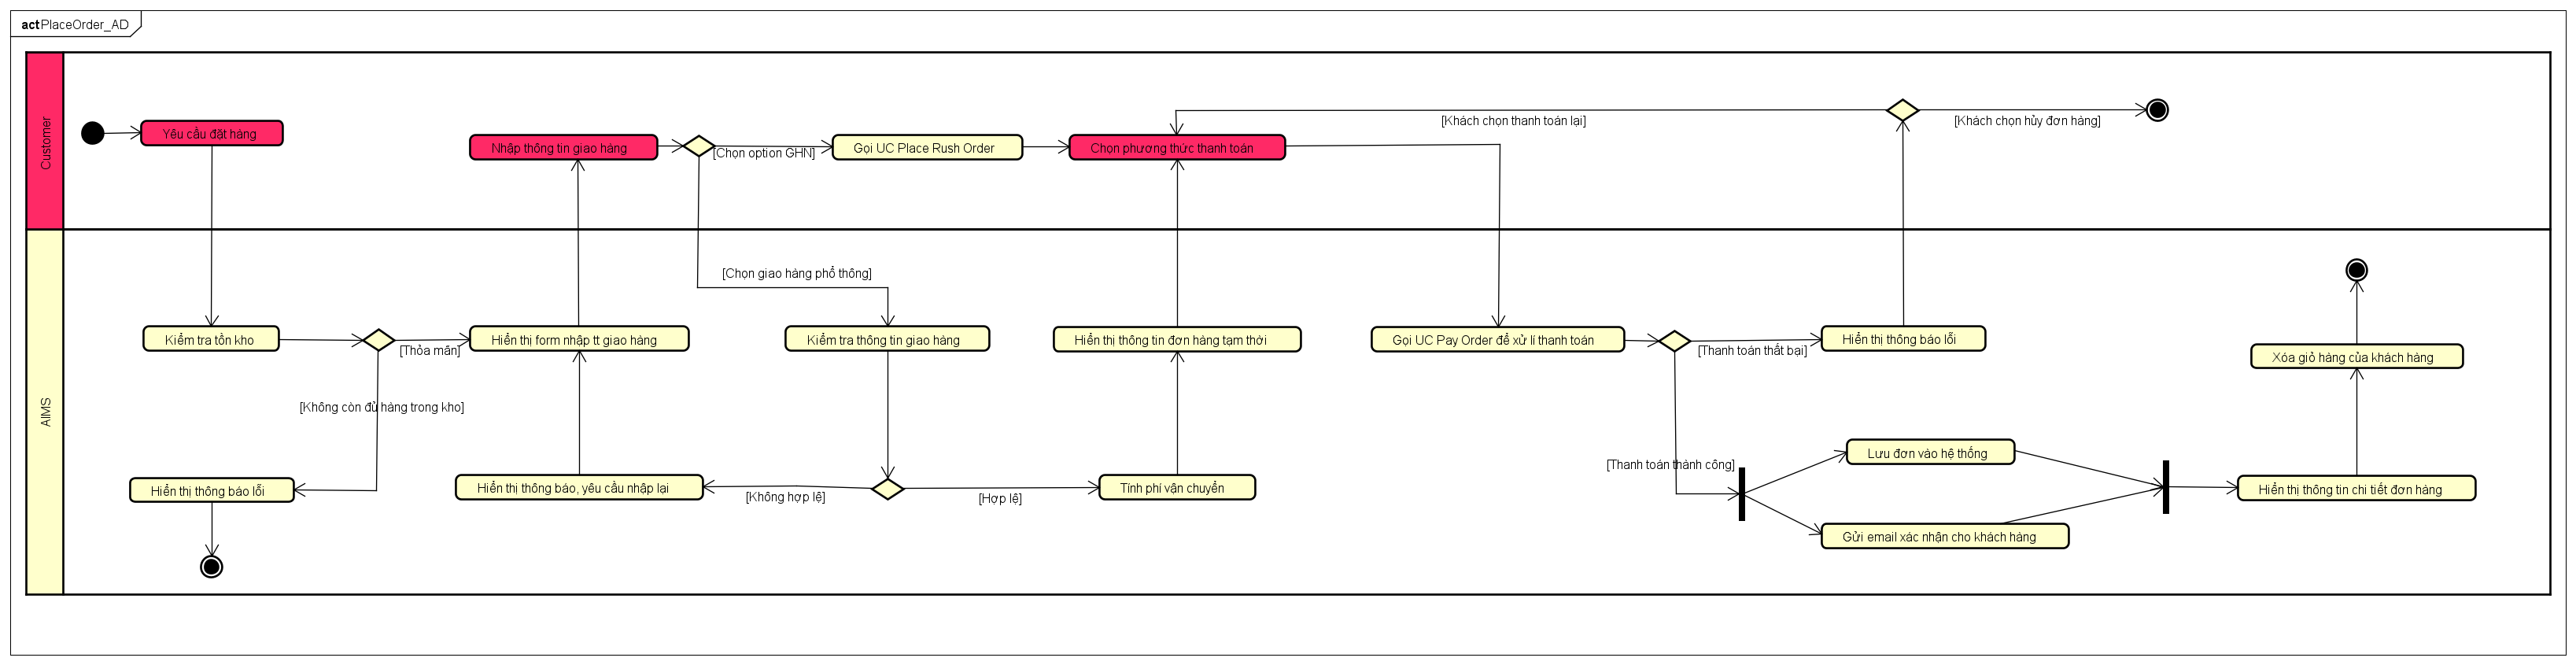 act PlaceOrder_AD
Customer
Yêu cầu đặt hàng
Nhập thông tin giao hàng
[Chọn option GHN]
Gọi UC Place Rush Order
Chọn phương thức thanh toán
[Khách chọn thanh toán lại]
[Khách chọn hủy đơn hàng]
[Chọn giao hàng phổ thông]
AIMS
Kiểm tra tồn kho
[Thỏa mãn]
Hiển thị form nhập tt giao hàng
Kiểm tra thông tin giao hàng
Hiển thị thông tin đơn hàng tạm thời
Gọi UC Pay Order để xử lí thanh toán
[Thanh toán thất bại]
Hiển thị thông báo lỗi
Xóa giỏ hàng của khách hàng
[Không còn đủ hàng trong kho]
Hiển thị thông báo lỗi
Hiển thị thông báo, yêu cầu nhập lại
[Không hợp lệ]
[Hợp lệ]
Tính phí vận chuyển
[Thanh toán thành công]
Lưu đơn vào hệ thống
Gửi email xác nhận cho khách hàng
Hiển thị thông tin chi tiết đơn hàng